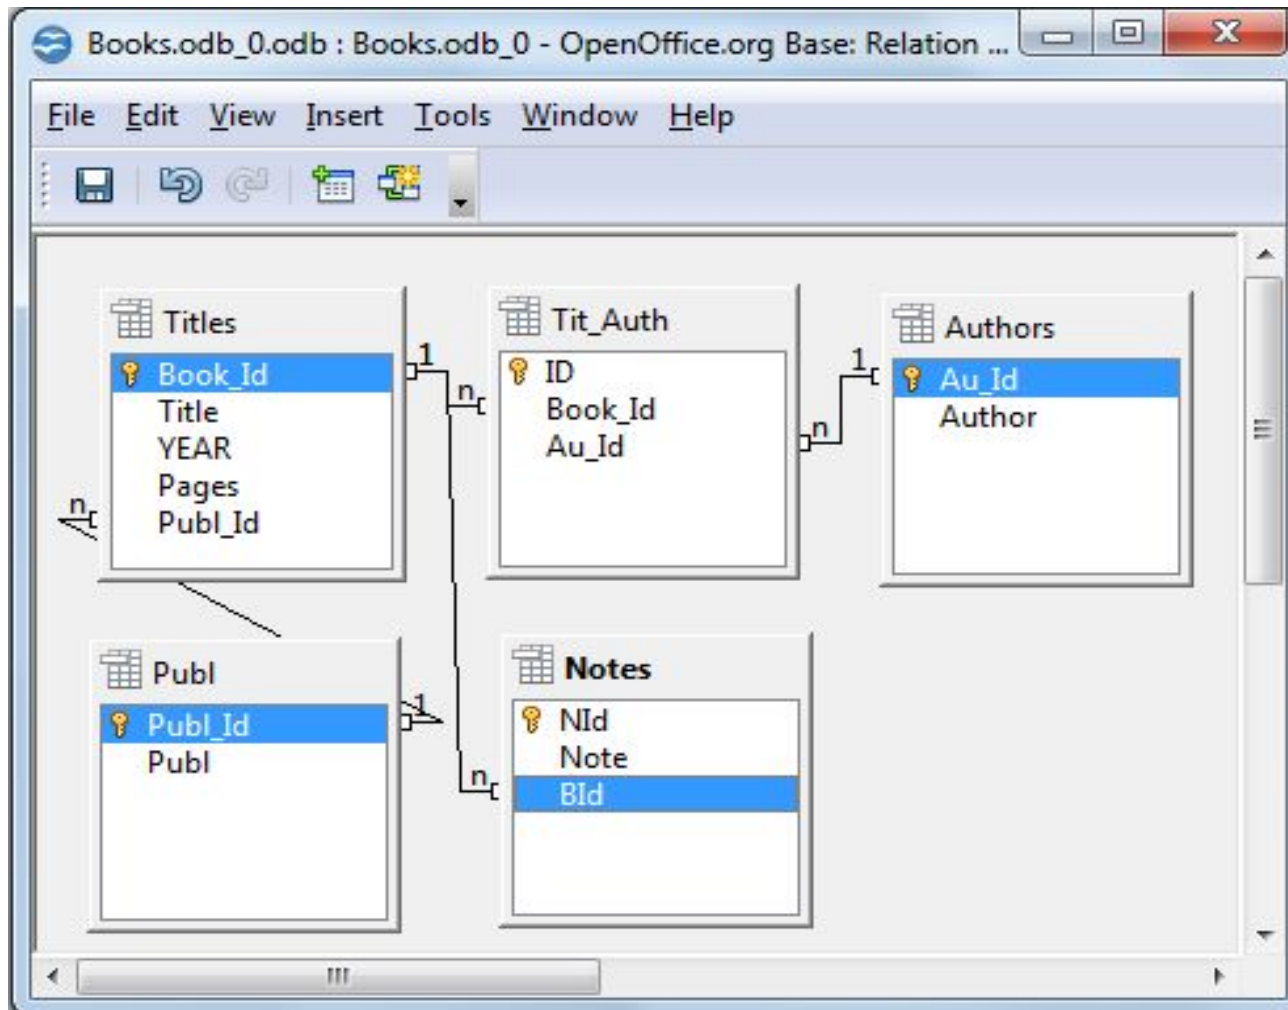 Books.odb_0.odb : Books.odb_0 - OpenOffice.org Base: Relation ...
File Edit View Insert Tools Window Help
Titles
Book_Id
Title
YEAR
Pages
Publ_Id
1
n
n
Tit_Auth
ID
Book_Id
Au_Id
n
1
Authors
Au_Id
Author
Publ
Publ_Id
Publ
1
n
Notes
NId
Note
BId